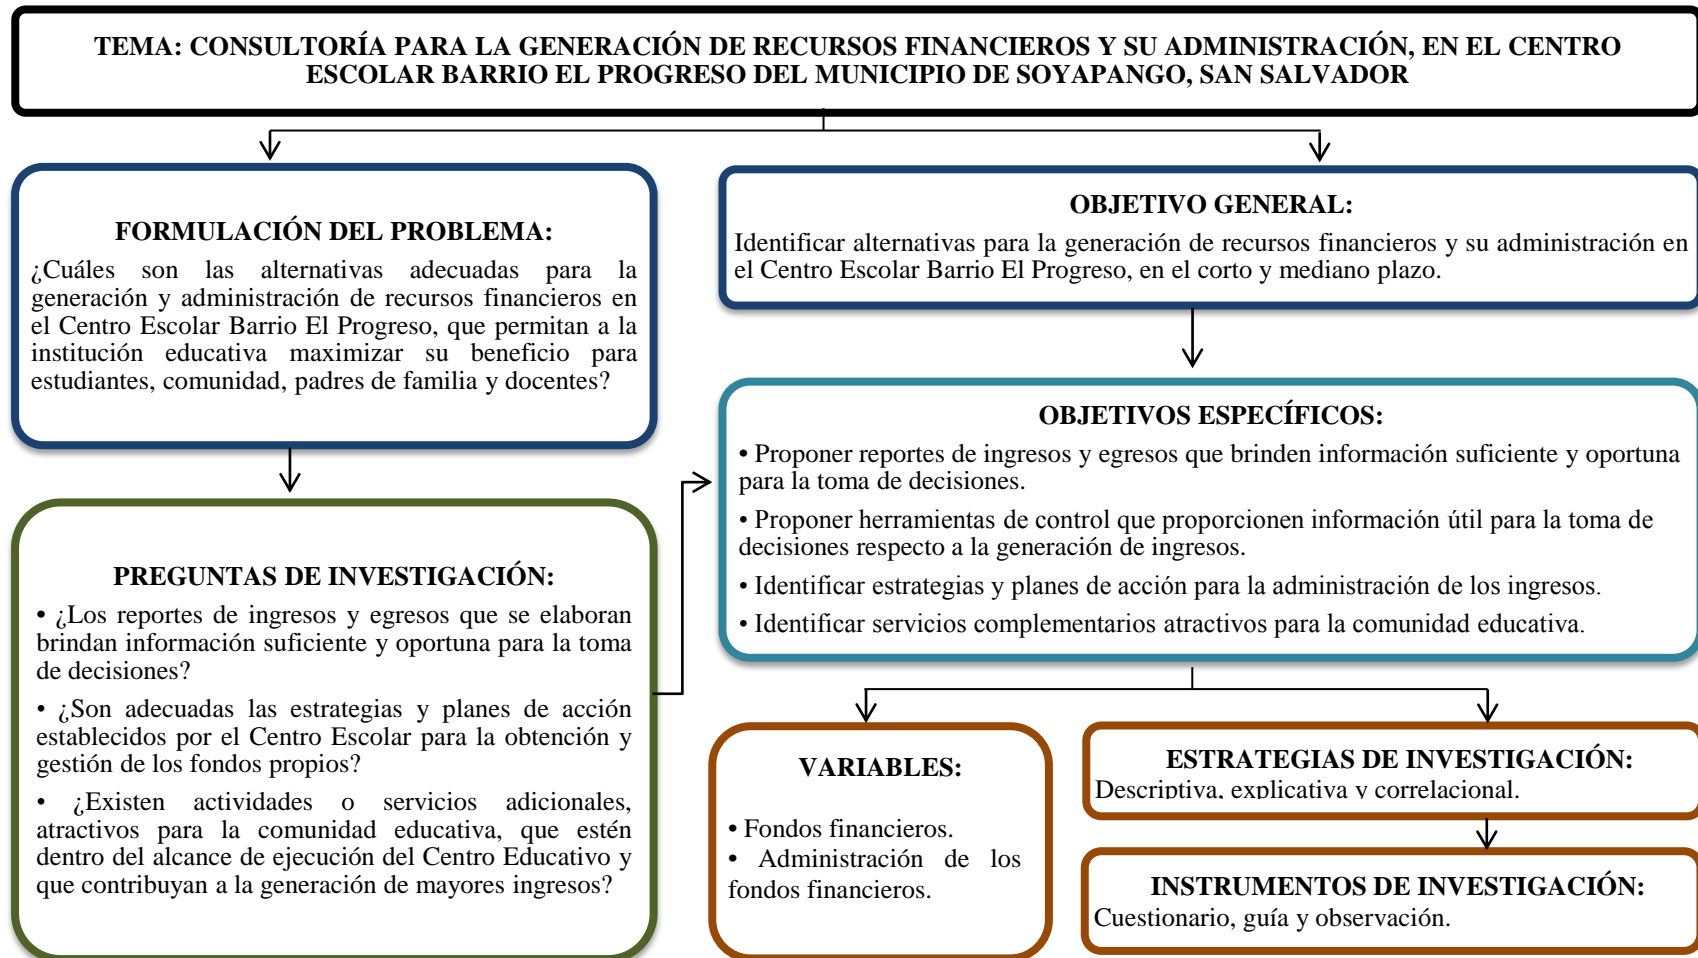 TEMA: CONSULTORÍA PARA LA GENERACIÓN DE RECURSOS FINANCIEROS Y SU ADMINISTRACIÓN, EN EL CENTRO
ESCOLAR BARRIO EL PROGRESO DEL MUNICIPIO DE SOYAPANGO, SAN SALVADOR
FORMULACIÓN DEL PROBLEMA:
¿Cuáles son las alternativas adecuadas para la
generación y administración de recursos financieros en
el Centro Escolar Barrio El Progreso, que permitan a la
institución educativa maximizar su beneficio para
estudiantes, comunidad, padres de familia y docentes?
PREGUNTAS DE INVESTIGACIÓN:
• ¿Los reportes de ingresos y egresos que se elaboran
brindan información suficiente y oportuna para la toma
de decisiones?
• ¿Son adecuadas las estrategias y planes de acción
establecidos por el Centro Escolar para la obtención y
gestión de los fondos propios?
• ¿Existen actividades o servicios adicionales,
atractivos para la comunidad educativa, que estén
dentro del alcance de ejecución del Centro Educativo y
que contribuyan a la generación de mayores ingresos?
OBJETIVO GENERAL:
Identificar alternativas para la generación de recursos financieros y su administración en
el Centro Escolar Barrio El Progreso, en el corto y mediano plazo.
OBJETIVOS ESPECÍFICOS:
• Proponer reportes de ingresos y egresos que brinden información suficiente y oportuna
para la toma de decisiones.
• Proponer herramientas de control que proporcionen información útil para la toma de
decisiones respecto a la generación de ingresos.
• Identificar estrategias y planes de acción para la administración de los ingresos.
• Identificar servicios complementarios atractivos para la comunidad educativa.
VARIABLES:
• Fondos financieros.
• Administración de los
fondos financieros.
ESTRATEGIAS DE INVESTIGACIÓN:
Descriptiva, explicativa y correlacional.
INSTRUMENTOS DE INVESTIGACIÓN:
Cuestionario, guía y observación.